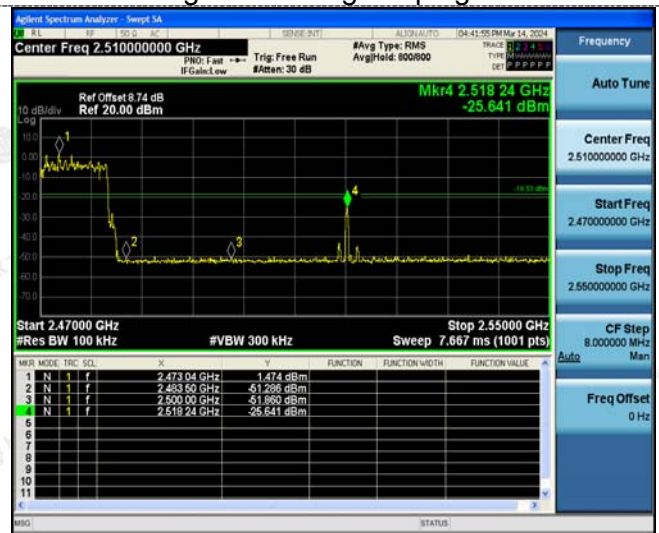 Agilent Spectrum Analyzer - Swept SA
RL RF 50 Ω AC SENSE:INT ALIGNAUTO 04:41:55 PM Mar 14, 2024
Center Freq 2.510000000 GHz
PNO: Fast
IFGain:Low
Trig: Free Run
#Atten: 30 dB
#Avg Type: RMS
Avg|Hold: 800/800
TRACE 1 2 3 4 5 6
TYPE
DET P P P P P P
Frequency
Mkr4 2.518 24 GHz
-25.641 dBm
Ref Offset 8.74 dB
10 dB/div Ref 20.00 dBm
Log
10.0
0.00
-10.0
-20.0
-30.0
-40.0
-50.0
-60.0
-70.0
1
2
3
4
-18.53 dBm
Start 2.47000 GHz
Stop 2.55000 GHz
#Res BW 100 kHz
#VBW 300 kHz
Sweep 7.667 ms (1001 pts)
MKR MODE TRC SCL X Y FUNCTION FUNCTION WIDTH FUNCTION VALUE
1 N 1 f 2.473 04 GHz 1.474 dBm
2 N 1 f 2.483 50 GHz -51.286 dBm
3 N 1 f 2.500 00 GHz -51.860 dBm
4 N 1 f 2.518 24 GHz -25.641 dBm
5
6
7
8
9
10
11
MSG
STATUS
Auto Tune
Center Freq
2.510000000 GHz
Start Freq
2.470000000 GHz
Stop Freq
2.550000000 GHz
CF Step
8.000000 MHz
Auto Man
Freq Offset
0 Hz